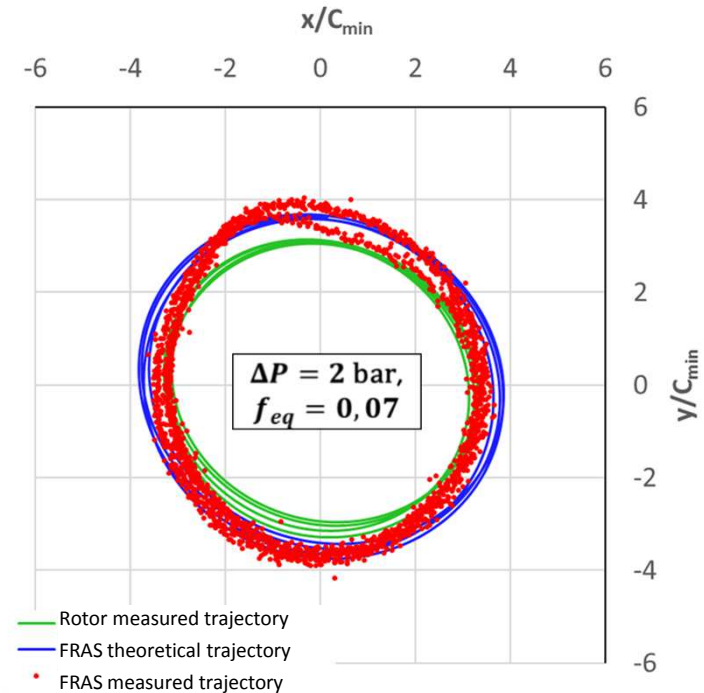 x/Cmin
-6 -4 -2 0 2 4 6
6
4
2
0
-2
-4
-6
y/Cmin
ΔP = 2 bar,
feq = 0,07
Rotor measured trajectory
FRAS theoretical trajectory
FRAS measured trajectory